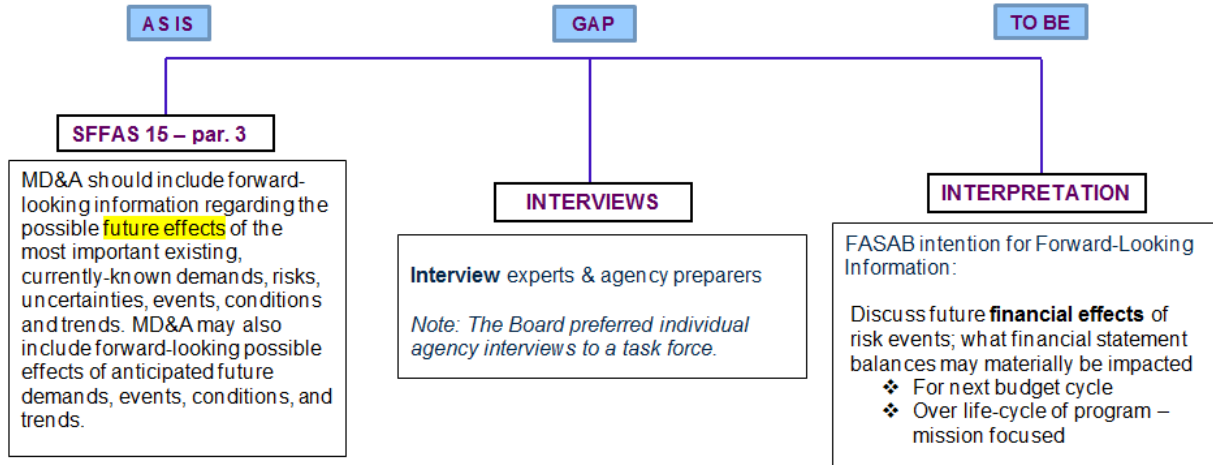 AS IS
GAP
TO BE
SFFAS 15 – par. 3
MD&A should include forward-
looking information regarding the
possible future effects of the
most important existing,
currently-known demands, risks,
uncertainties, events, conditions
and trends. MD&A may also
include forward-looking possible
effects of anticipated future
demands, events, conditions, and
trends.
INTERVIEWS
Interview experts & agency preparers
Note: The Board preferred individual
agency interviews to a task force.
INTERPRETATION
FASAB intention for Forward-Looking
Information:
Discuss future financial effects of
risk events; what financial statement
balances may materially be impacted
❖ For next budget cycle
❖ Over life-cycle of program –
mission focused